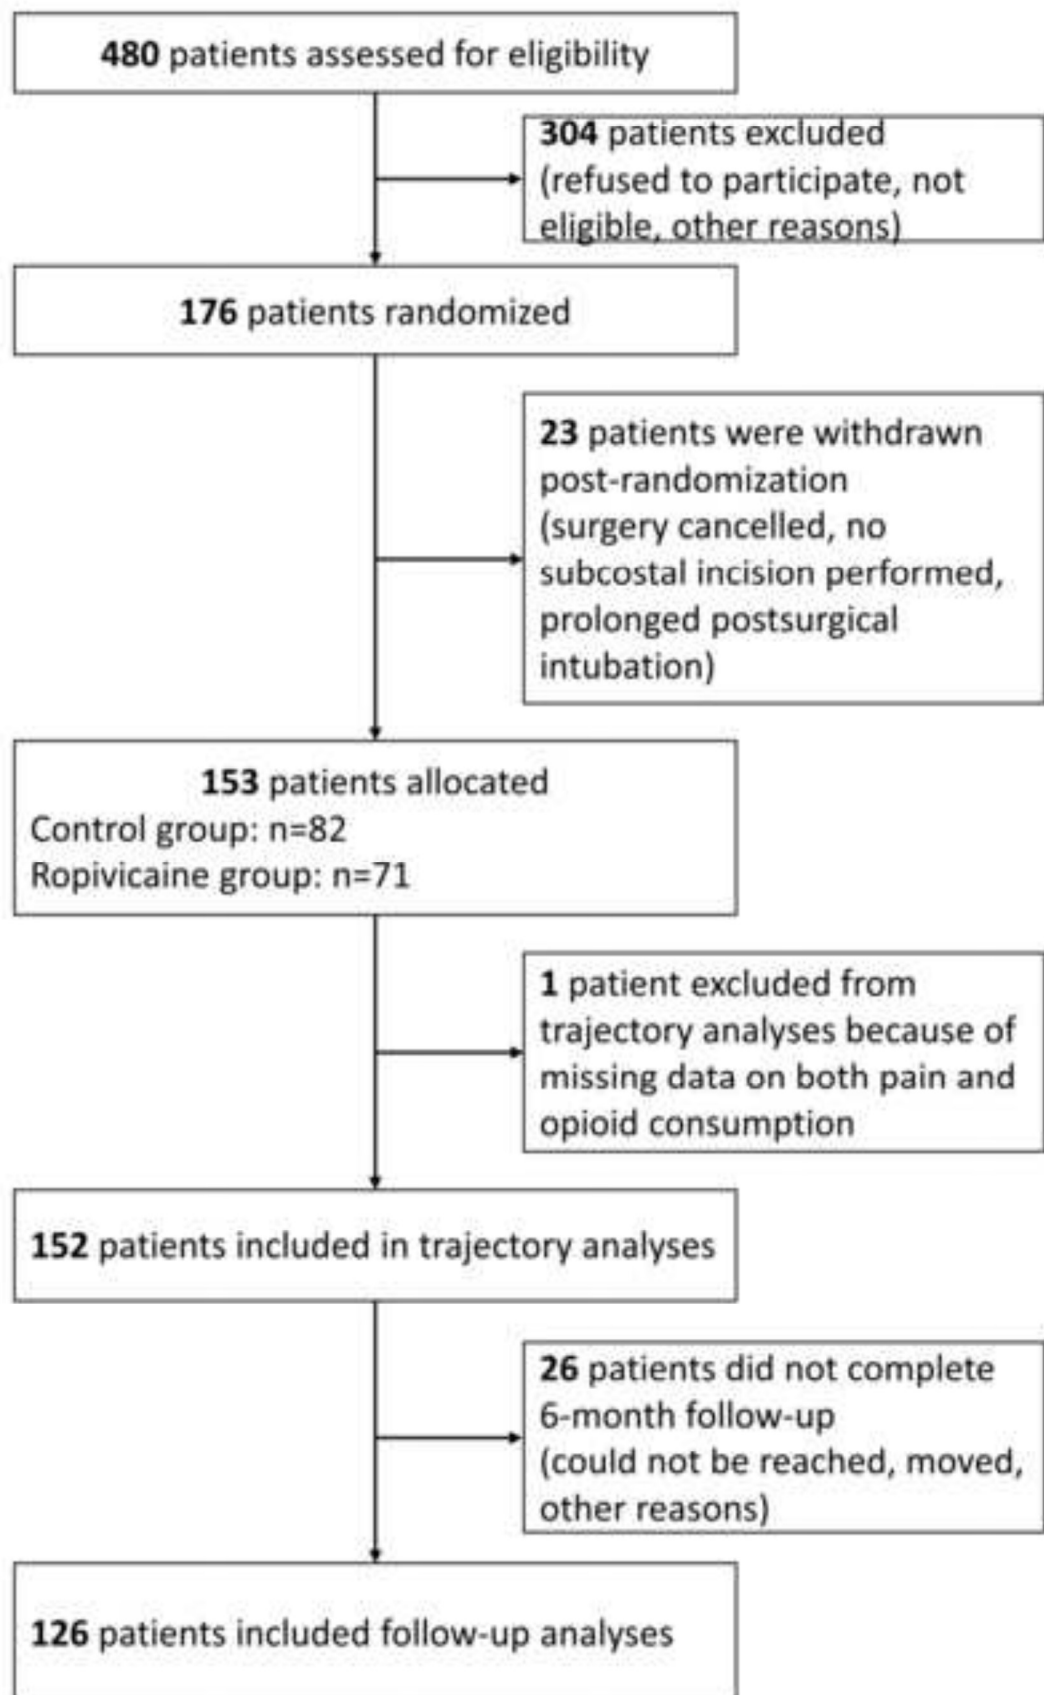 480 patients assessed for eligibility
304 patients excluded
(refused to participate, not
eligible, other reasons)
176 patients randomized
23 patients were withdrawn
post-randomization
(surgery cancelled, no
subcostal incision performed,
prolonged postsurgical
intubation)
153 patients allocated
Control group: n=82
Ropivicaine group: n=71
1 patient excluded from
trajectory analyses because of
missing data on both pain and
opioid consumption
152 patients included in trajectory analyses
26 patients did not complete
6-month follow-up
(could not be reached, moved,
other reasons)
126 patients included follow-up analyses